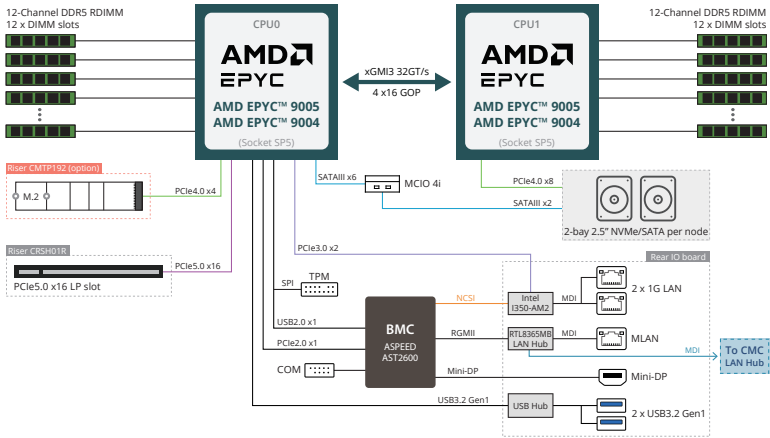 12-Channel DDR5 RDIMM
12 x DIMM slots
CPU0
AMD
EPYC
AMD EPYC™ 9005
AMD EPYC™ 9004
(Socket SP5)
xGMI3 32GT/s
4 x16 GOP
CPU1
AMD
EPYC
AMD EPYC™ 9005
AMD EPYC™ 9004
(Socket SP5)
12-Channel DDR5 RDIMM
12 x DIMM slots
Riser CMTP192 (option)
M.2
PCIe4.0 x4
SATAIII x6
MCIO 4i
PCIe4.0 x8
SATAIII x2
2-bay 2.5" NVMe/SATA per node
Riser CRSH01R
PCIe5.0 x16
PCIe5.0 x16 LP slot
PCIe3.0 x2
Rear IO board
SPI
TPM
NCSI
Intel
I350-AM2
MDI
2 x 1G LAN
USB2.0 x1
PCIe2.0 x1
COM
BMC
ASPEED
AST2600
RGMII
RTL8365MB
LAN Hub
MDI
MLAN
MDI
To CMC
LAN Hub
Mini-DP
Mini-DP
USB3.2 Gen1
USB Hub
2 x USB3.2 Gen1